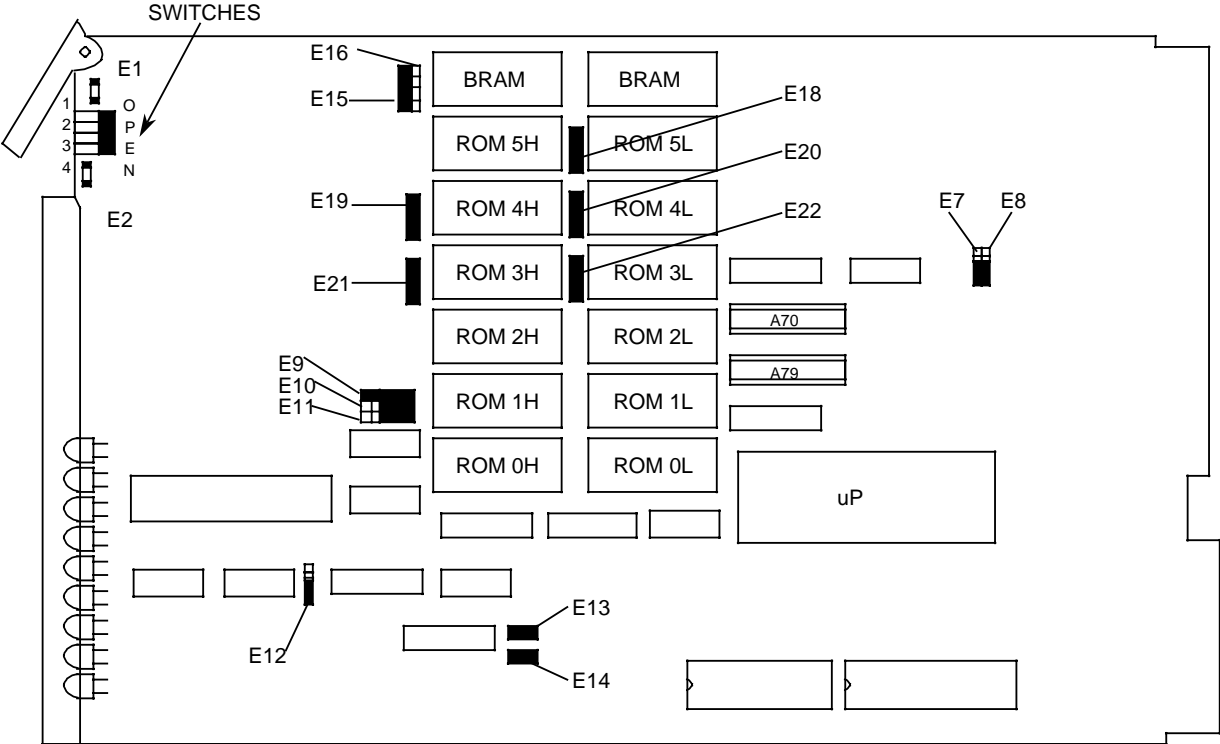 SWITCHES
E16
BRAM
BRAM
E1
E15
E18
1
O
2
P
ROM 5H
ROM 5L
3
E
E20
4
N
E19
ROM 4H
ROM 4L
E7
E8
E2
E22
E21
ROM 3H
ROM 3L
A70
ROM 2H
ROM 2L
E9
A79
E10
E11
ROM 1H
ROM 1L
ROM 0H
ROM 0L
uP
E13
E12
E14